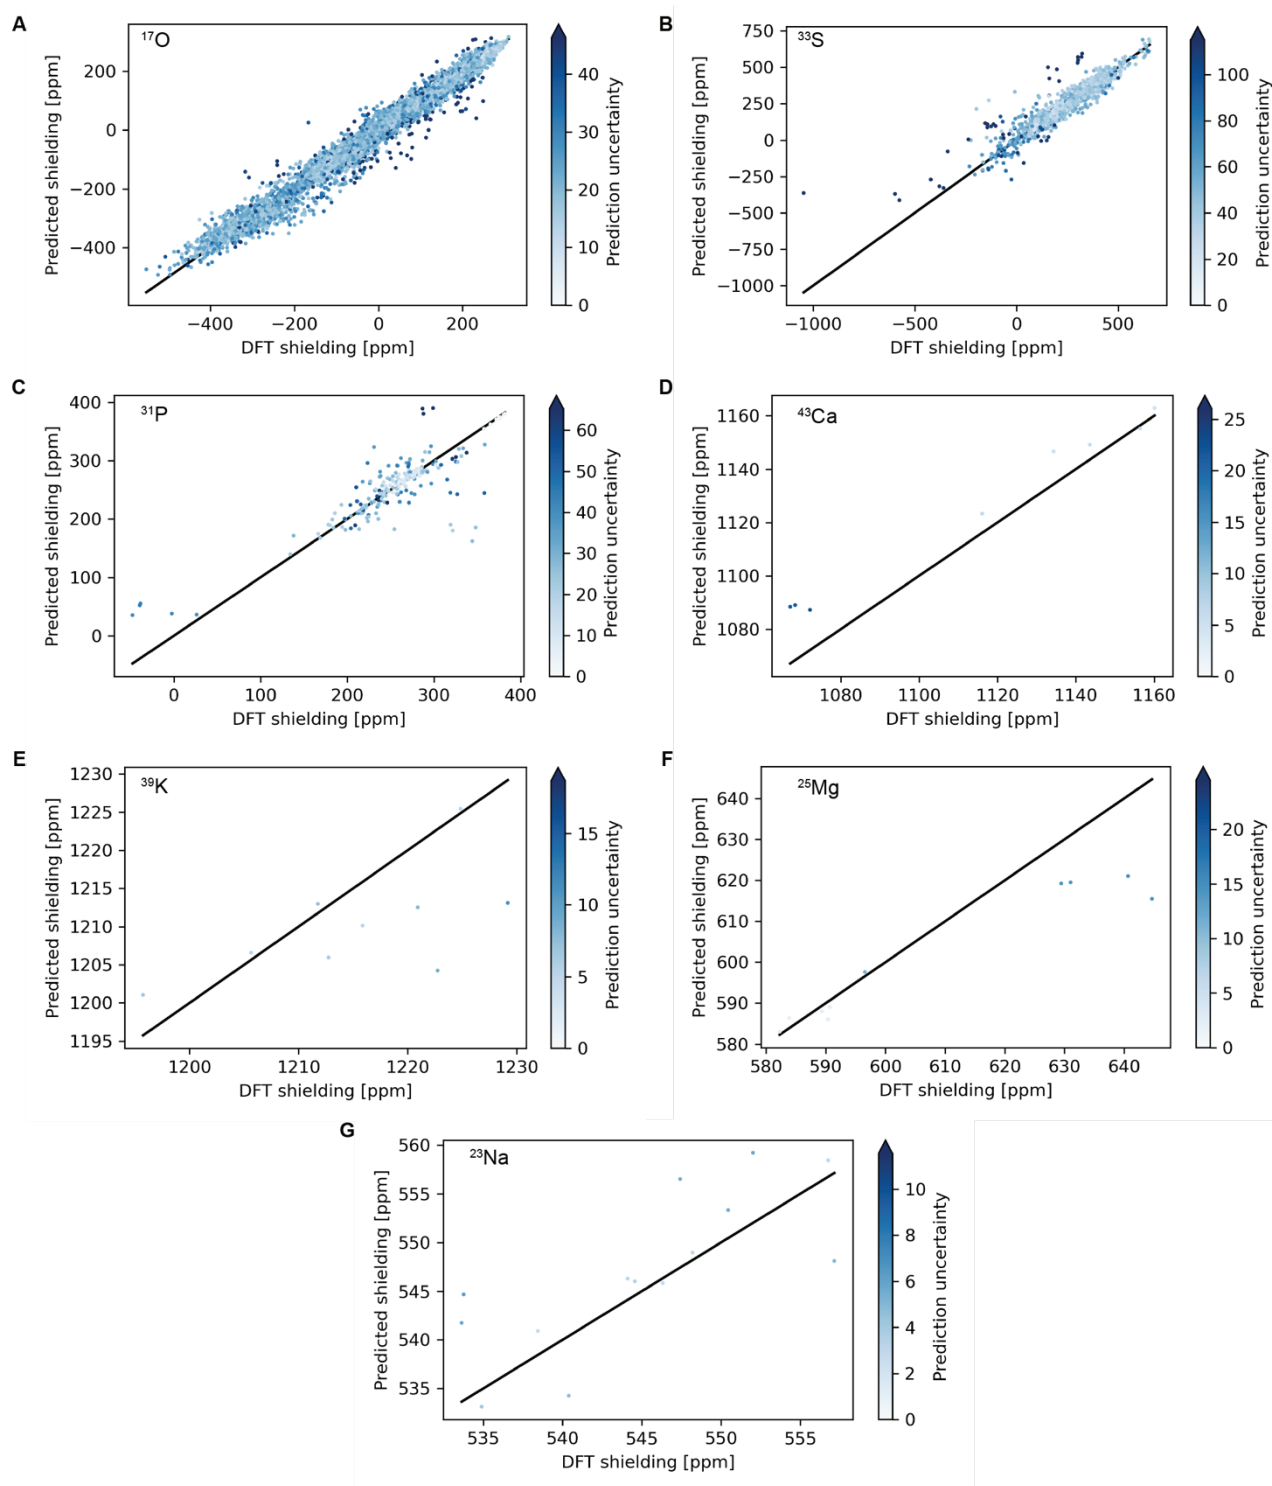 A
17O
Predicted shielding [ppm]
200
0
−200
−400
−400 −200 0 200
DFT shielding [ppm]
40
30
20
10
0
Prediction uncertainty
B
33S
Predicted shielding [ppm]
750
500
250
0
−250
−500
−750
−1000
−1000 −500 0 500
DFT shielding [ppm]
100
80
60
40
20
0
Prediction uncertainty
C
31P
Predicted shielding [ppm]
400
300
200
100
0
0 100 200 300 400
DFT shielding [ppm]
60
50
40
30
20
10
0
Prediction uncertainty
D
43Ca
Predicted shielding [ppm]
1160
1140
1120
1100
1080
1080 1100 1120 1140 1160
DFT shielding [ppm]
25
20
15
10
5
0
Prediction uncertainty
E
39K
Predicted shielding [ppm]
1230
1225
1220
1215
1210
1205
1200
1195
1200 1210 1220 1230
DFT shielding [ppm]
15
10
5
0
Prediction uncertainty
F
25Mg
Predicted shielding [ppm]
640
630
620
610
600
590
580
580 590 600 610 620 630 640
DFT shielding [ppm]
20
15
10
5
0
Prediction uncertainty
G
23Na
Predicted shielding [ppm]
560
555
550
545
540
535
535 540 545 550 555
DFT shielding [ppm]
10
8
6
4
2
0
Prediction uncertainty